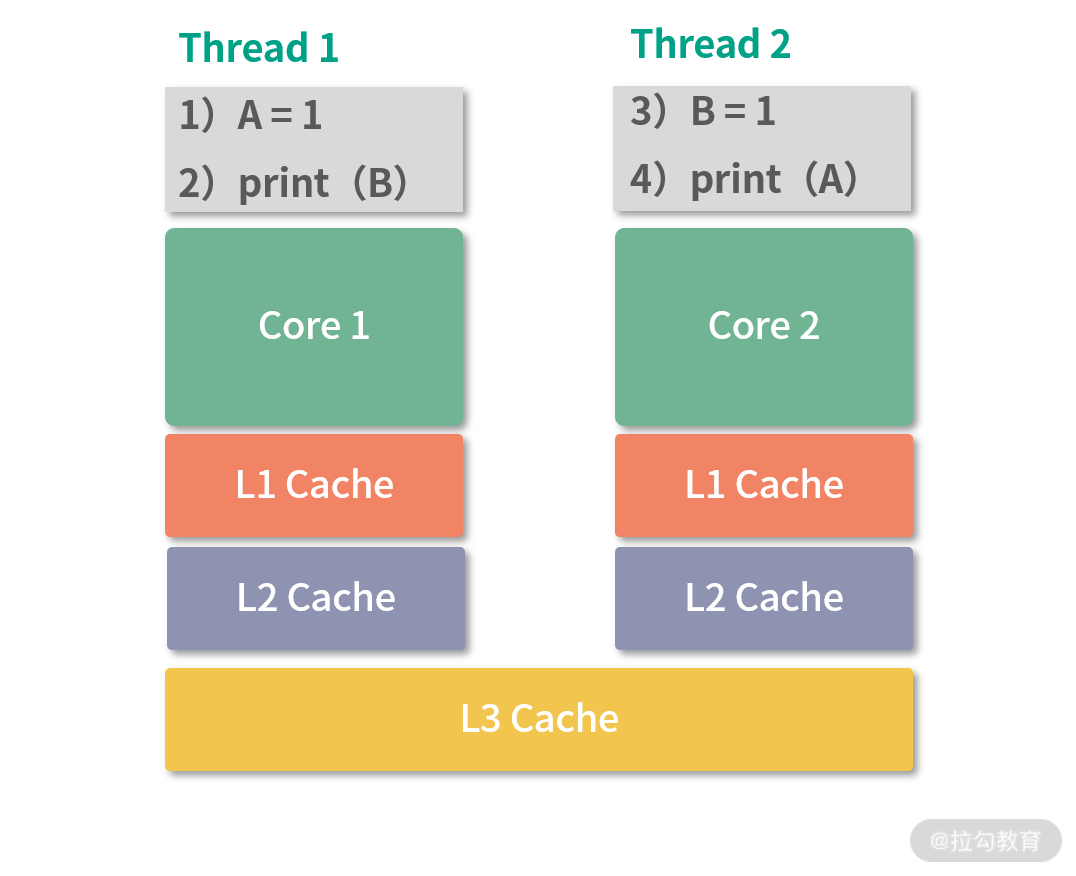 Thread 1
Thread 2
1）A = 1
2）print（B）
3）B = 1
4）print（A）
Core 1
Core 2
L1 Cache
L1 Cache
L2 Cache
L2 Cache
L3 Cache
@拉勾教育